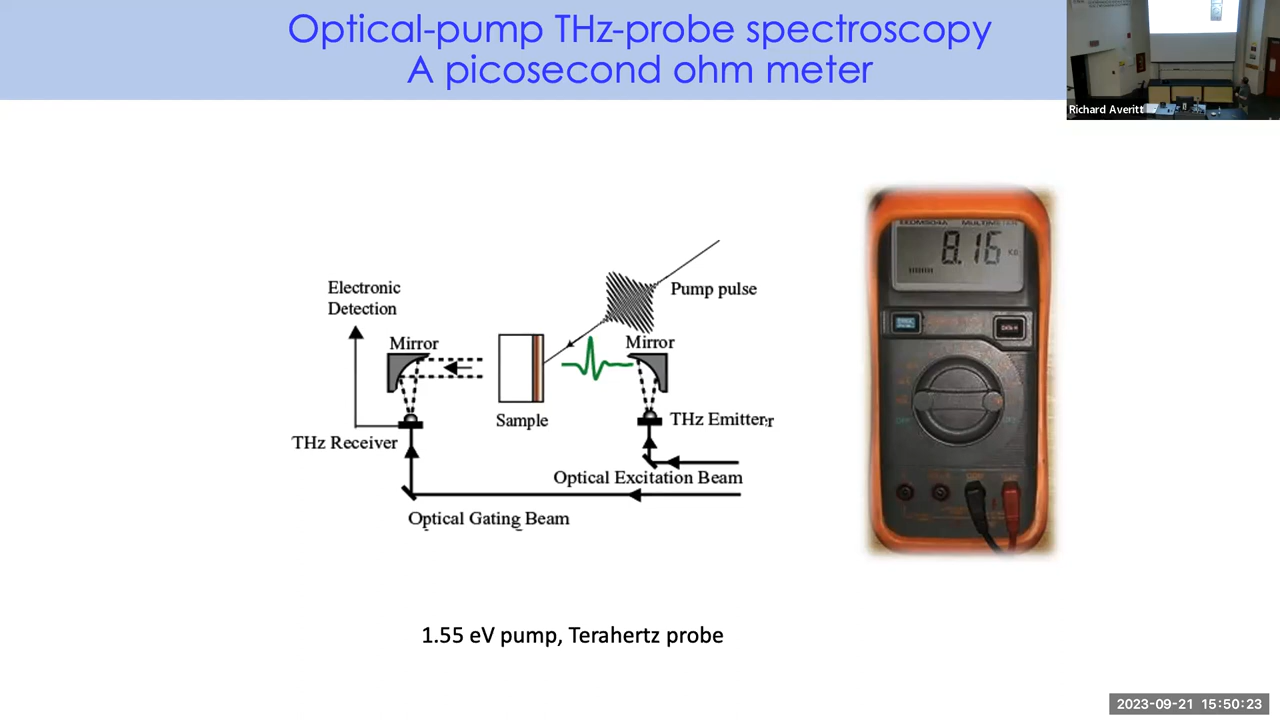 Optical-pump THz-probe spectroscopy
A picosecond ohm meter
Richard Averitt
8.16
Electronic
Detection
Pump pulse
Mirror
Mirror
Sample
THz Emitter
THz Receiver
Optical Excitation Beam
Optical Gating Beam
1.55 eV pump, Terahertz probe
2023-09-21 15:50:23